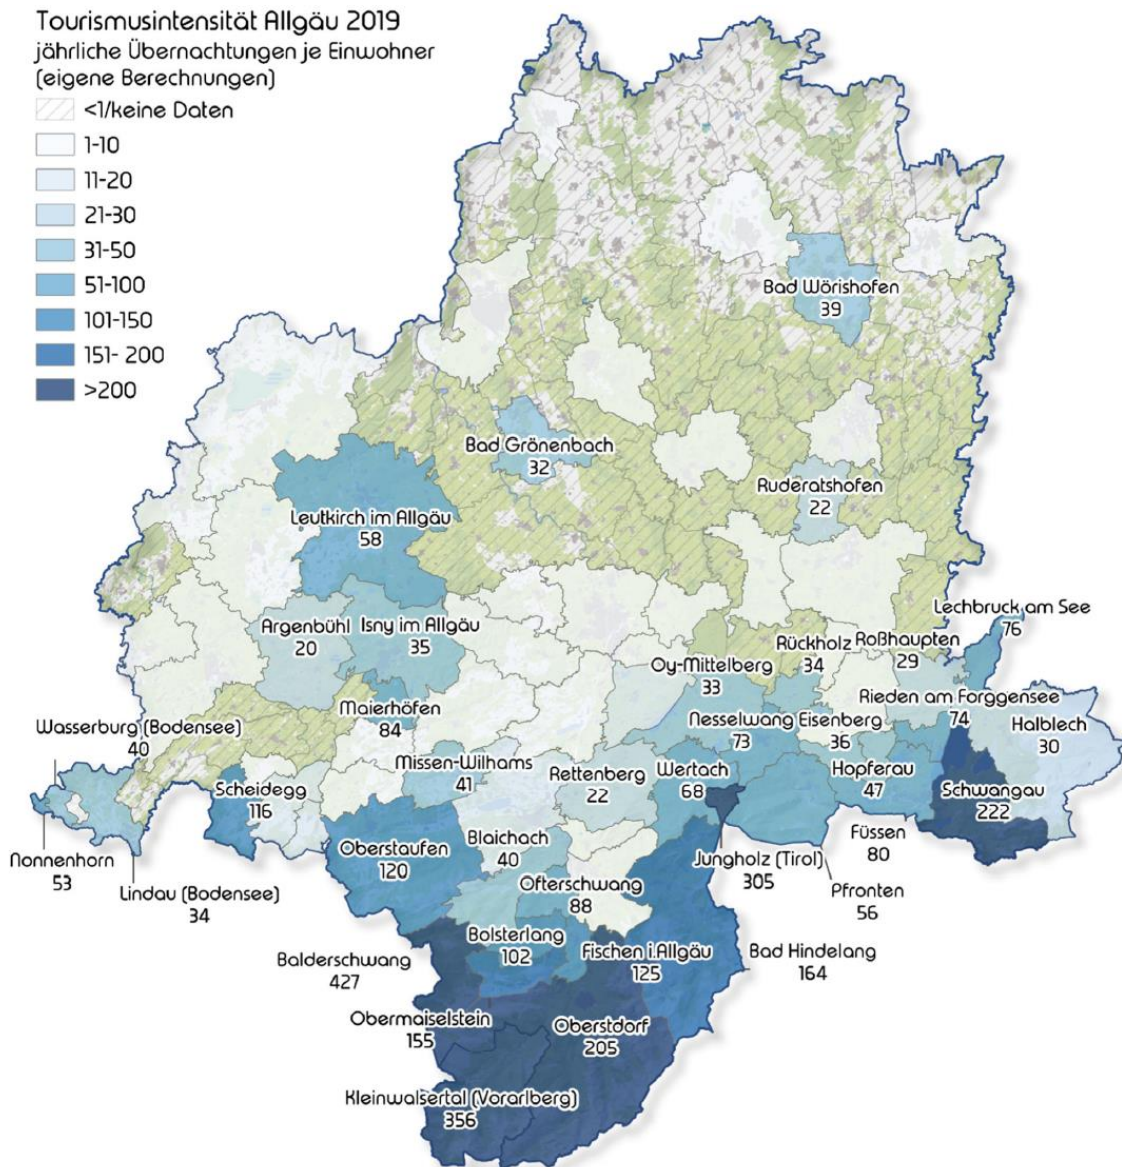 Tourismusintensität Allgäu 2019
jährliche Übernachtungen je Einwohner
(eigene Berechnungen)
<1/keine Daten
1-10
11-20
21-30
31-50
51-100
101-150
151- 200
>200
Bad Wörishofen
39
Bad Grönenbach
32
Ruderatshofen
22
Leutkirch im Allgäu
58
Argenbühl
20
Isny im Allgäu
35
Lechbruck am See
76
Rückholz
34
Roßhaupten
29
Oy-Mittelberg
33
Maierhöfen
84
Rieden am Forggensee
74
Wasserburg (Bodensee)
40
Nesselwang
73
Eisenberg
36
Halblech
30
Missen-Wilhams
41
Rettenberg
22
Wertach
68
Hopferau
47
Scheidegg
116
Schwangau
222
Nonnenhorn
53
Lindau (Bodensee)
34
Oberstaufen
120
Blaichach
40
Jungholz (Tirol)
305
Füssen
80
Ofterschwang
88
Pfronten
56
Bolsterlang
102
Fischen i.Allgäu
125
Bad Hindelang
164
Balderschwang
427
Obermaiselstein
155
Oberstdorf
205
Kleinwalsertal (Vorarlberg)
356